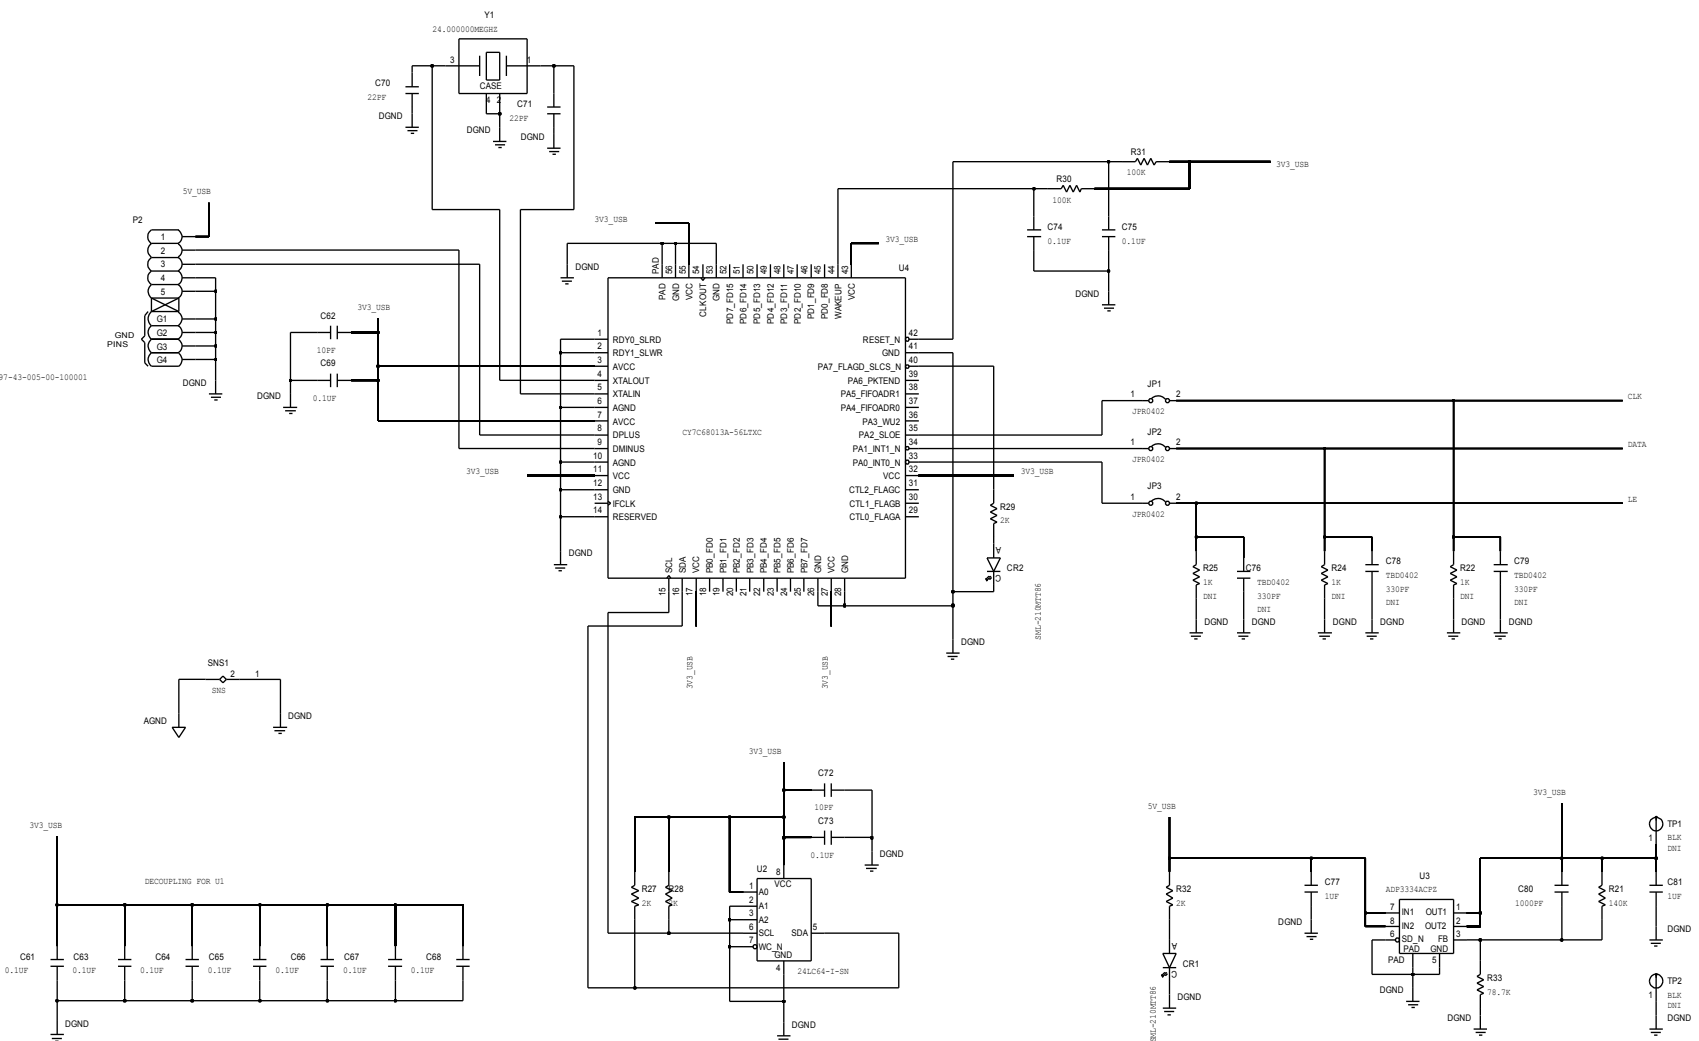 Y1
24.000000MEGHZ
3
1
CASE
4 2
C70
22PF
DGND
DGND
C71
22PF
DGND
5V_USB
P2
1
2
3
4
5
G1
G2
G3
G4
GND
PINS
DGND
97-43-005-00-100001
3V3_USB
C62
10PF
C69
0.1UF
DGND
3V3_USB
DGND
3V3_USB
R31
100K
3V3_USB
R30
100K
C74
0.1UF
C75
0.1UF
DGND
U4
PAD
56
55
54
53
52
51
50
49
48
47
46
45
44
43
PAD
GND
VCC
CLKOUT
GND
PD7_FD15
PD6_FD14
PD5_FD13
PD4_FD12
PD3_FD11
PD2_FD10
PD1_FD9
PD0_FD8
WAKEUP
VCC
1 RDY0_SLRD
2 RDY1_SLWR
3 AVCC
4 XTALOUT
5 XTALIN
6 AGND
7 AVCC
8 DPLUS
9 DMINUS
10 AGND
11 VCC
12 GND
13 IFCLK
14 RESERVED
3V3_USB
DGND
CY7C68013A-56LTXC
RESET_N 42
GND 41
PA7_FLAGD_SLCS_N 40
PA6_PKTEND 39
PA5_FIFOADR1 38
PA4_FIFOADR0 37
PA3_WU2 36
PA2_SLOE 35
PA1_INT1_N 34
PA0_INT0_N 33
VCC 32
CTL2_FLAGC 31
CTL1_FLAGB 30
CTL0_FLAGA 29
3V3_USB
SCL
SDA
VCC
PB0_FD0
PB1_FD1
PB2_FD2
PB3_FD3
PB4_FD4
PB5_FD5
PB6_FD6
PB7_FD7
GND
VCC
GND
15
16
17
18
19
20
21
22
23
24
25
26
27
28
3V3_USB
3V3_USB
R29
2K
A
CR2
C
SML-210MTT86
DGND
JP1
1 2
JPR0402
CLK
JP2
1 2
JPR0402
DATA
JP3
1 2
JPR0402
LE
R25
1K
DNI
DGND
C76
TBD0402
330PF
DNI
DGND
R24
1K
DNI
DGND
C78
TBD0402
330PF
DNI
DGND
R22
1K
DNI
DGND
C79
TBD0402
330PF
DNI
DGND
SNS1
2 1
SNS
AGND
DGND
3V3_USB
DECOUPLING FOR U1
C61
0.1UF
C63
0.1UF
C64
0.1UF
C65
0.1UF
C66
0.1UF
C67
0.1UF
C68
0.1UF
DGND
3V3_USB
C72
10PF
C73
0.1UF
DGND
R27
2K
R28
U2
8
VCC
1 A0
2 A1
3 A2
6 SCL
7 WC_N
SDA 5
GND
4
24LC64-I-SN
DGND
5V_USB
R32
2K
A
CR1
C
SML-210MTT86
DGND
C77
1UF
DGND
U3
ADP3334ACPZ
7 IN1 OUT1 1
8 IN2 OUT2 2
6 SD_N FB 3
PAD GND
PAD 5
DGND
3V3_USB
C80
1000PF
R21
140K
R33
78.7K
DGND
TP1
1 BLK
DNI
C81
1UF
DGND
TP2
1 BLK
DNI
DGND